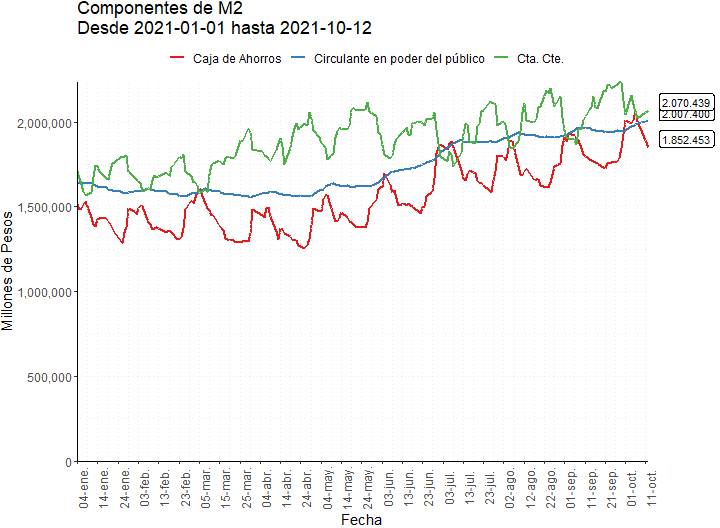 Componentes de M2
Desde 2021-01-01 hasta 2021-10-12
Caja de Ahorros Circulante en poder del público Cta. Cte.
Millones de Pesos
2,000,000
1,500,000
1,000,000
500,000
0
2.070.439
2.007.400
1.852.453
04-ene.
14-ene.
24-ene.
03-feb.
13-feb.
23-feb.
05-mar.
15-mar.
25-mar.
04-abr.
14-abr.
24-abr.
04-may.
14-may.
24-may.
03-jun.
13-jun.
23-jun.
03-jul.
13-jul.
23-jul.
02-ago.
12-ago.
22-ago.
01-sep.
11-sep.
21-sep.
01-oct.
11-oct.
Fecha